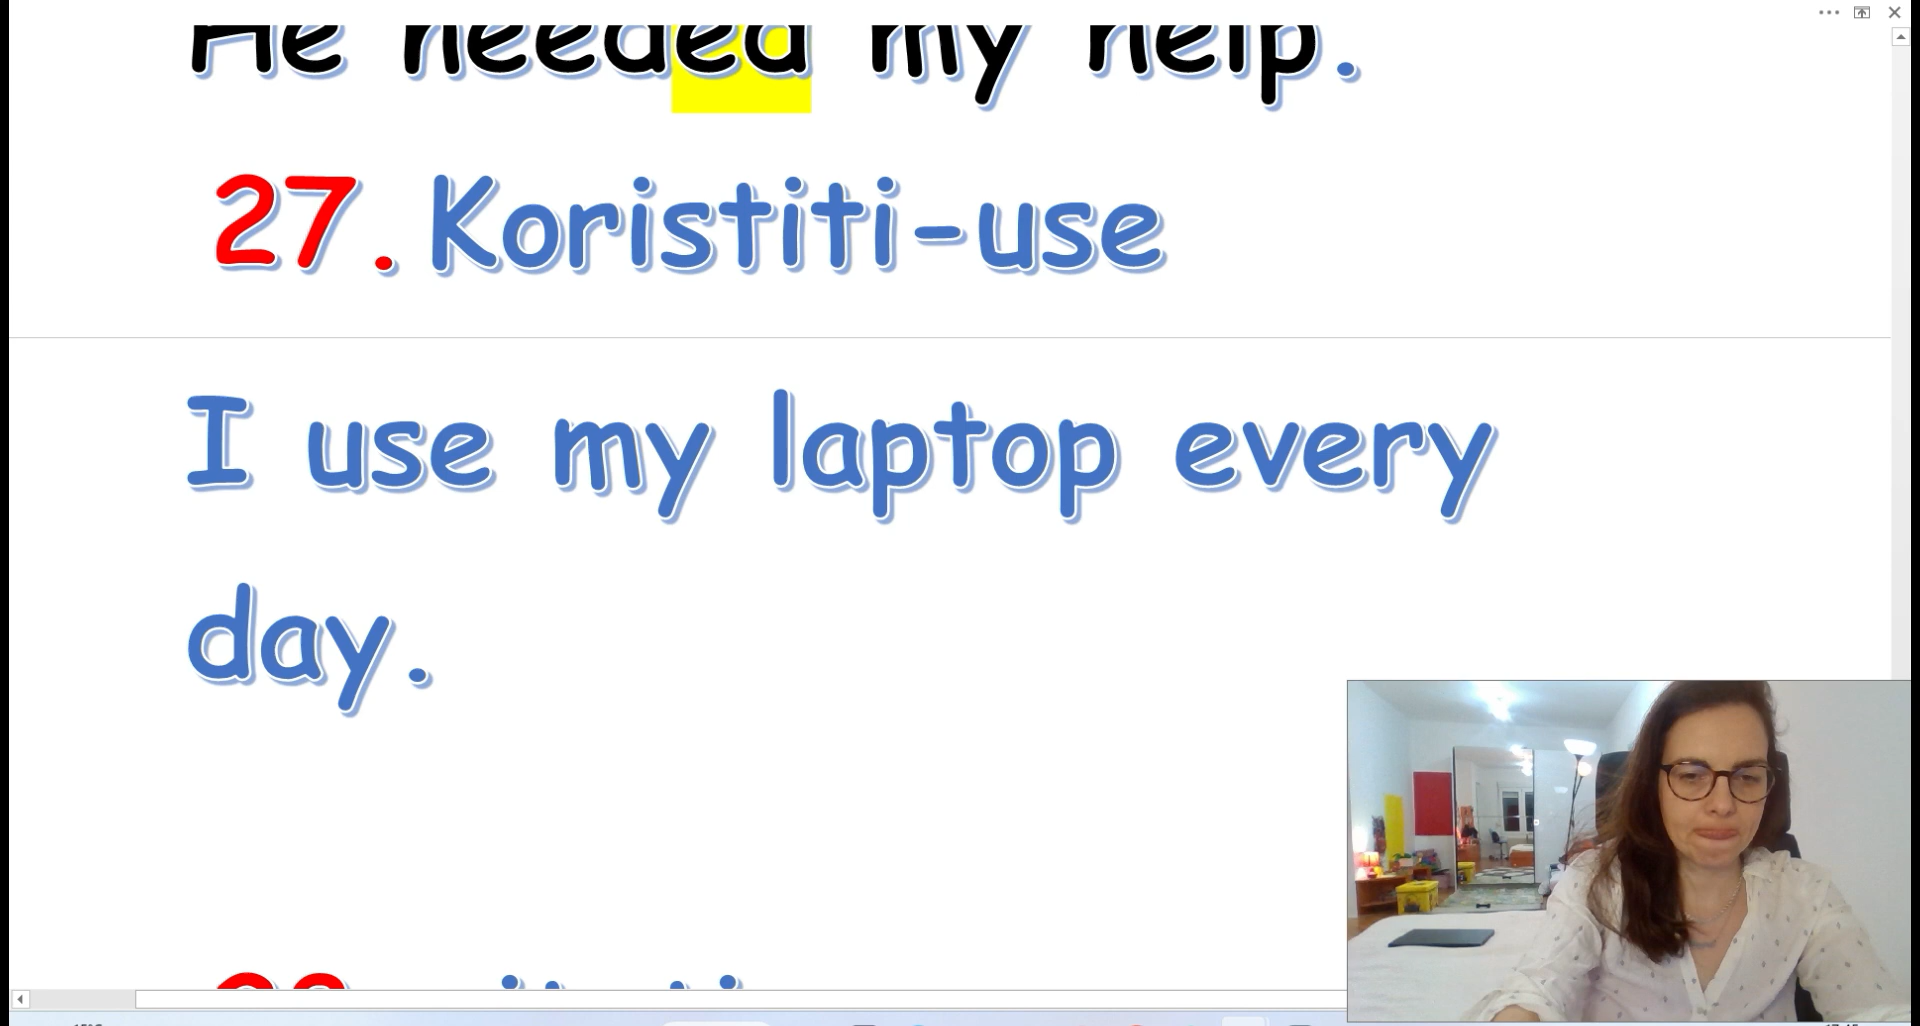 He needed my help.
27. Koristiti-use
I use my laptop every
day.